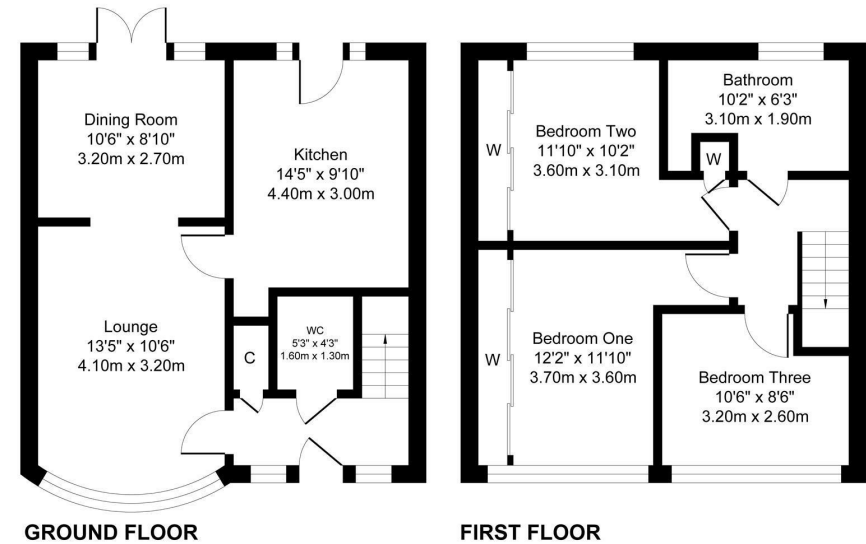 Dining Room
10'6" x 8'10"
3.20m x 2.70m
Kitchen
14'5" x 9'10"
4.40m x 3.00m
Lounge
13'5" x 10'6"
4.10m x 3.20m
C
WC
5'3" x 4'3"
1.60m x 1.30m
GROUND FLOOR
W
Bedroom Two
11'10" x 10'2"
3.60m x 3.10m
Bathroom
10'2" x 6'3"
3.10m x 1.90m
W
W
Bedroom One
12'2" x 11'10"
3.70m x 3.60m
Bedroom Three
10'6" x 8'6"
3.20m x 2.60m
FIRST FLOOR